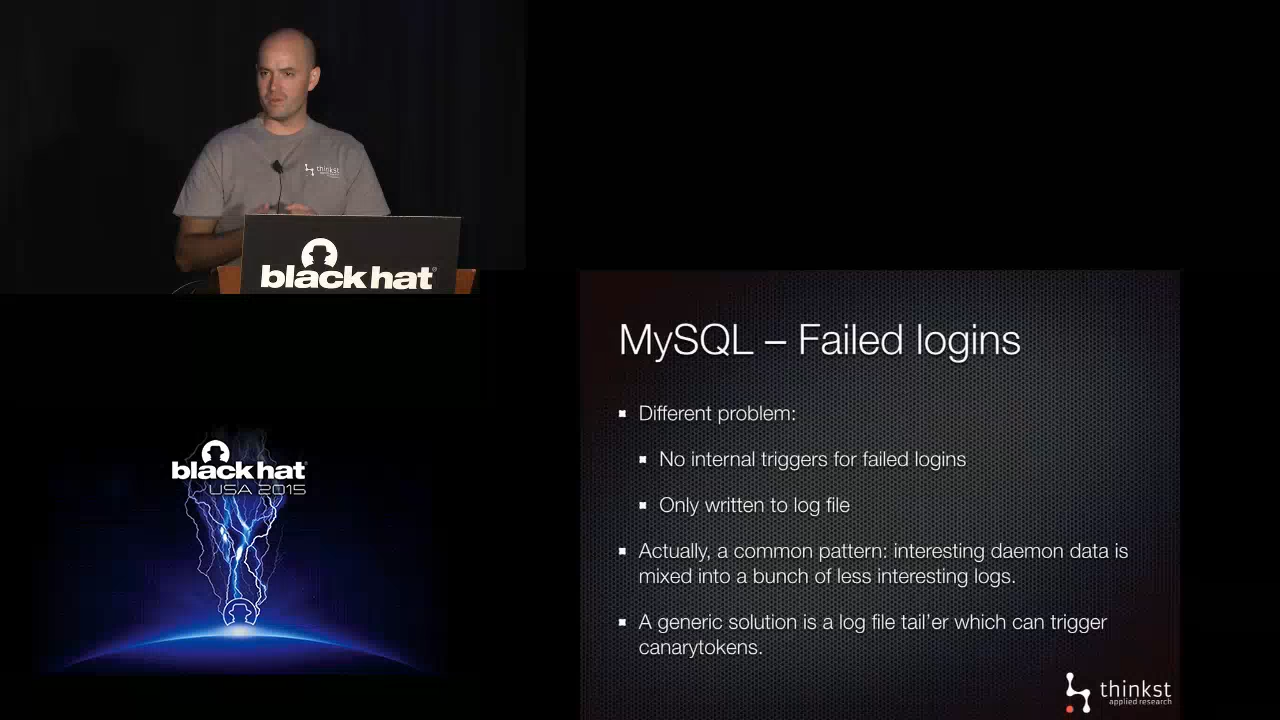 thinkst
black hat
MySQL – Failed logins
Different problem:
No internal triggers for failed logins
Only written to log file
Actually, a common pattern: interesting daemon data is
mixed into a bunch of less interesting logs.
A generic solution is a log file tail'er which can trigger
canarytokens.
thinkst
applied research
black hat
USA 2015